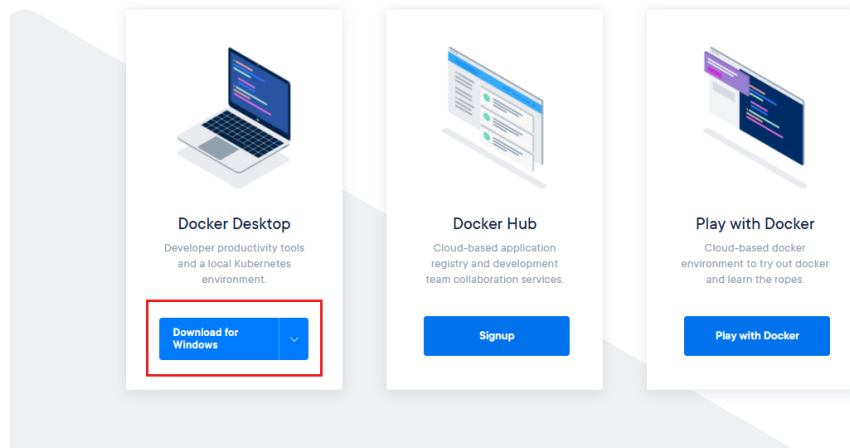 Docker Desktop
Developer productivity tools
and a local Kubernetes
environment.
Download for
Windows
Docker Hub
Cloud-based application
registry and development
team collaboration services.
Signup
Play with Docker
Cloud-based docker
environment to try out docker
and learn the ropes.
Play with Docker